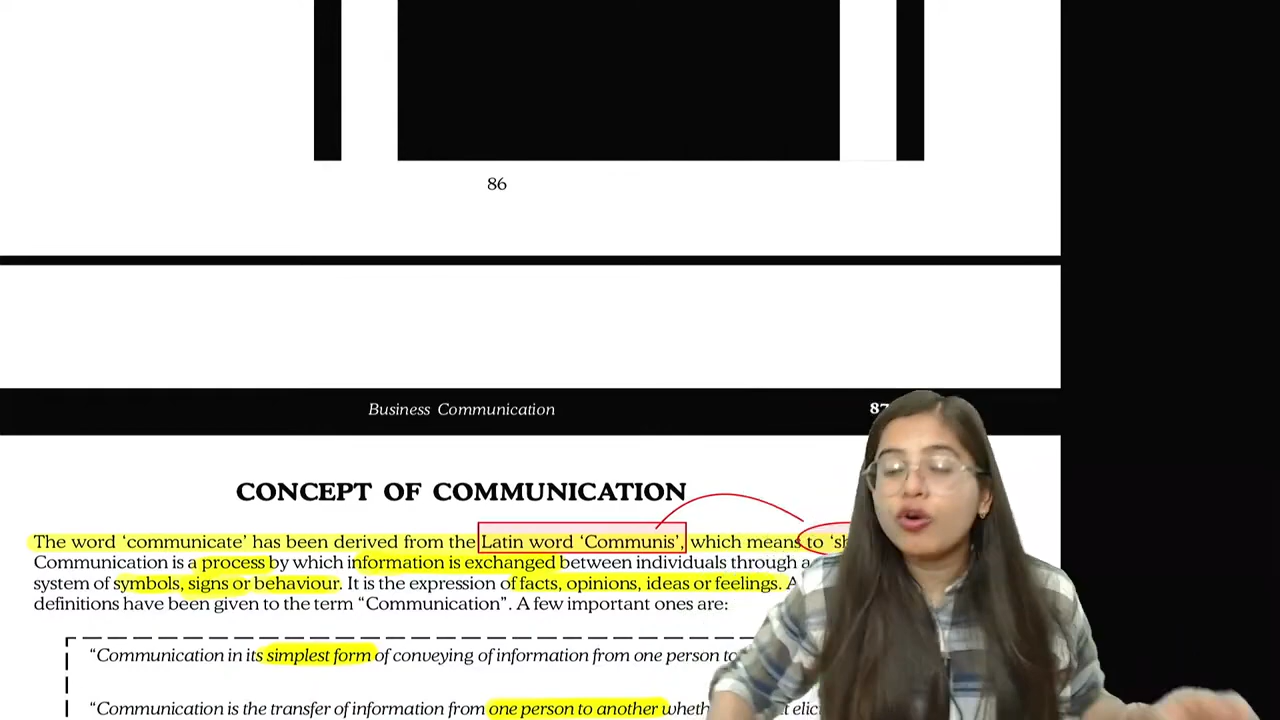 86
Business Communication 87
CONCEPT OF COMMUNICATION
The word ‘communicate’ has been derived from the Latin word ‘Communis’, which means to
Communication is a process by which information is exchanged between individuals through a
system of symbols, signs or behaviour. It is the expression of facts, opinions, ideas or feelings.
definitions have been given to the term “Communication”. A few important ones are:
“Communication in its simplest form of conveying of information from one person to
“Communication is the transfer of information from one person to another